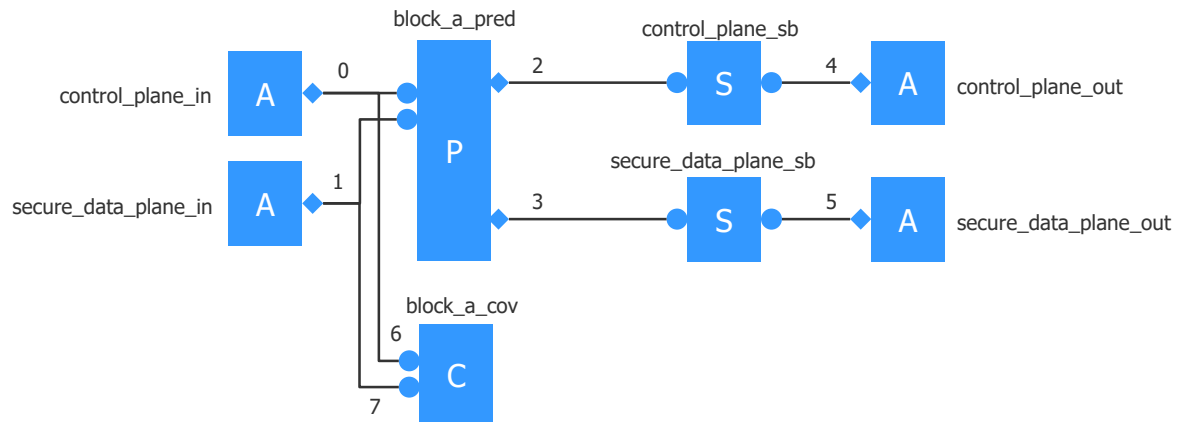 block_a_pred
control_plane_sb
0
2
4
A
S
A
control_plane_in
control_plane_out
P
secure_data_plane_sb
1
3
5
A
S
A
secure_data_plane_in
secure_data_plane_out
block_a_cov
6
C
7